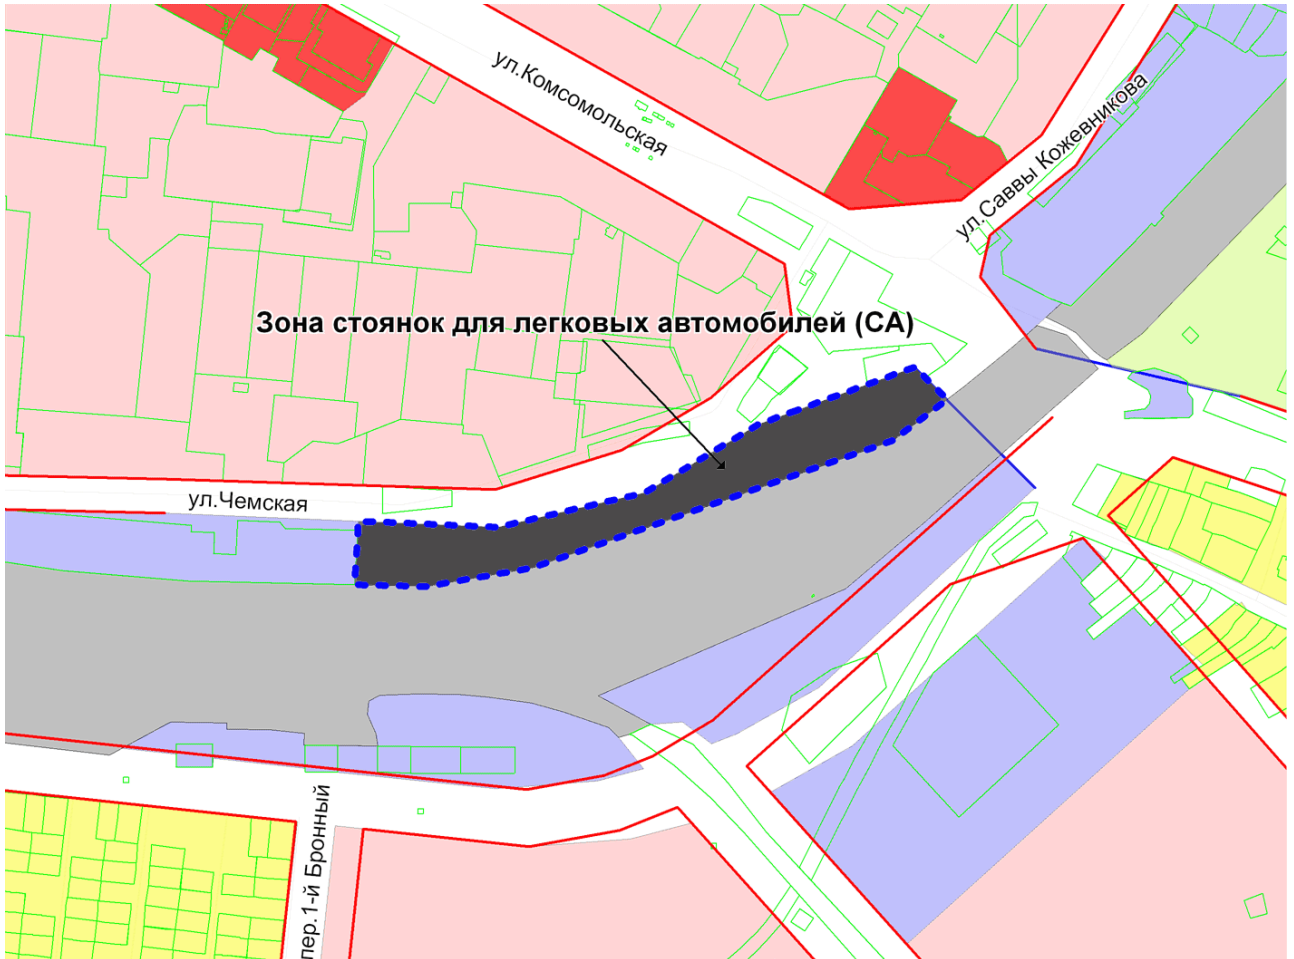 ул.Комсомольская
ул.Саввы Кожевникова
Зона стоянок для легковых автомобилей (СА)
ул.Чемская
пер.1-й Бронный